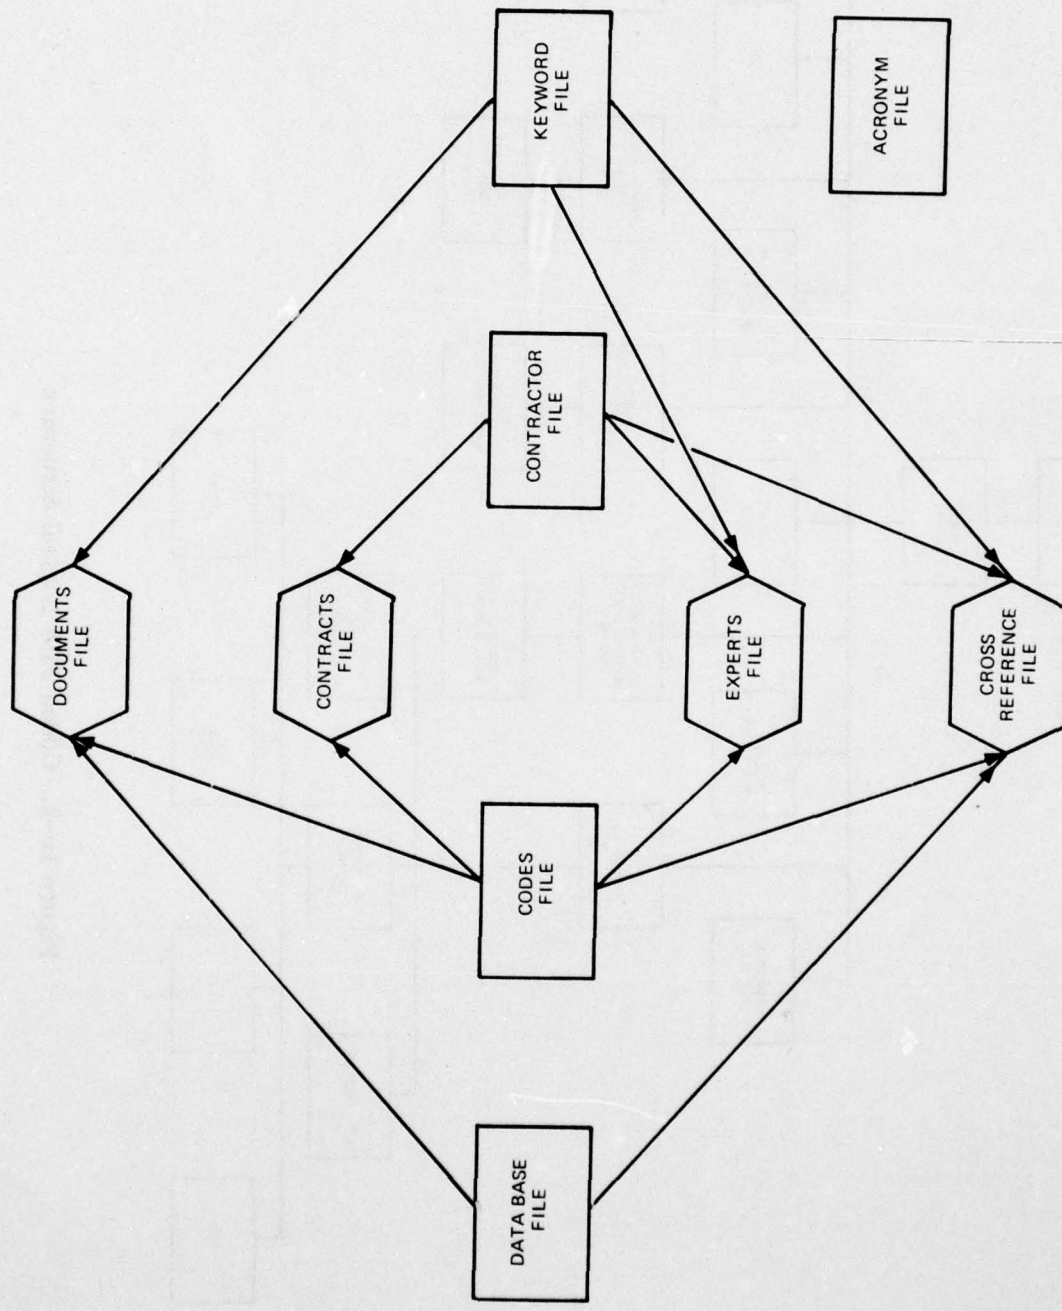 DOCUMENTS
FILE
CONTRACTS
FILE
DATA BASE
FILE
CODES
FILE
CONTRACTOR
FILE
KEYWORD
FILE
EXPERTS
FILE
ACRONYM
FILE
CROSS
REFERENCE
FILE